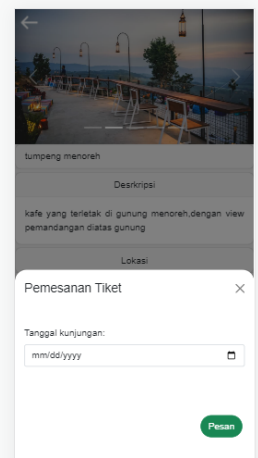 tumpeng menoreh
Desrkripsi
kafe yang terletak di gunung menoreh,dengan view
pemandangan diatas gunung
Lokasi
Pemesanan Tiket
Tanggal kunjungan:
mm/dd/yyyy
Pesan